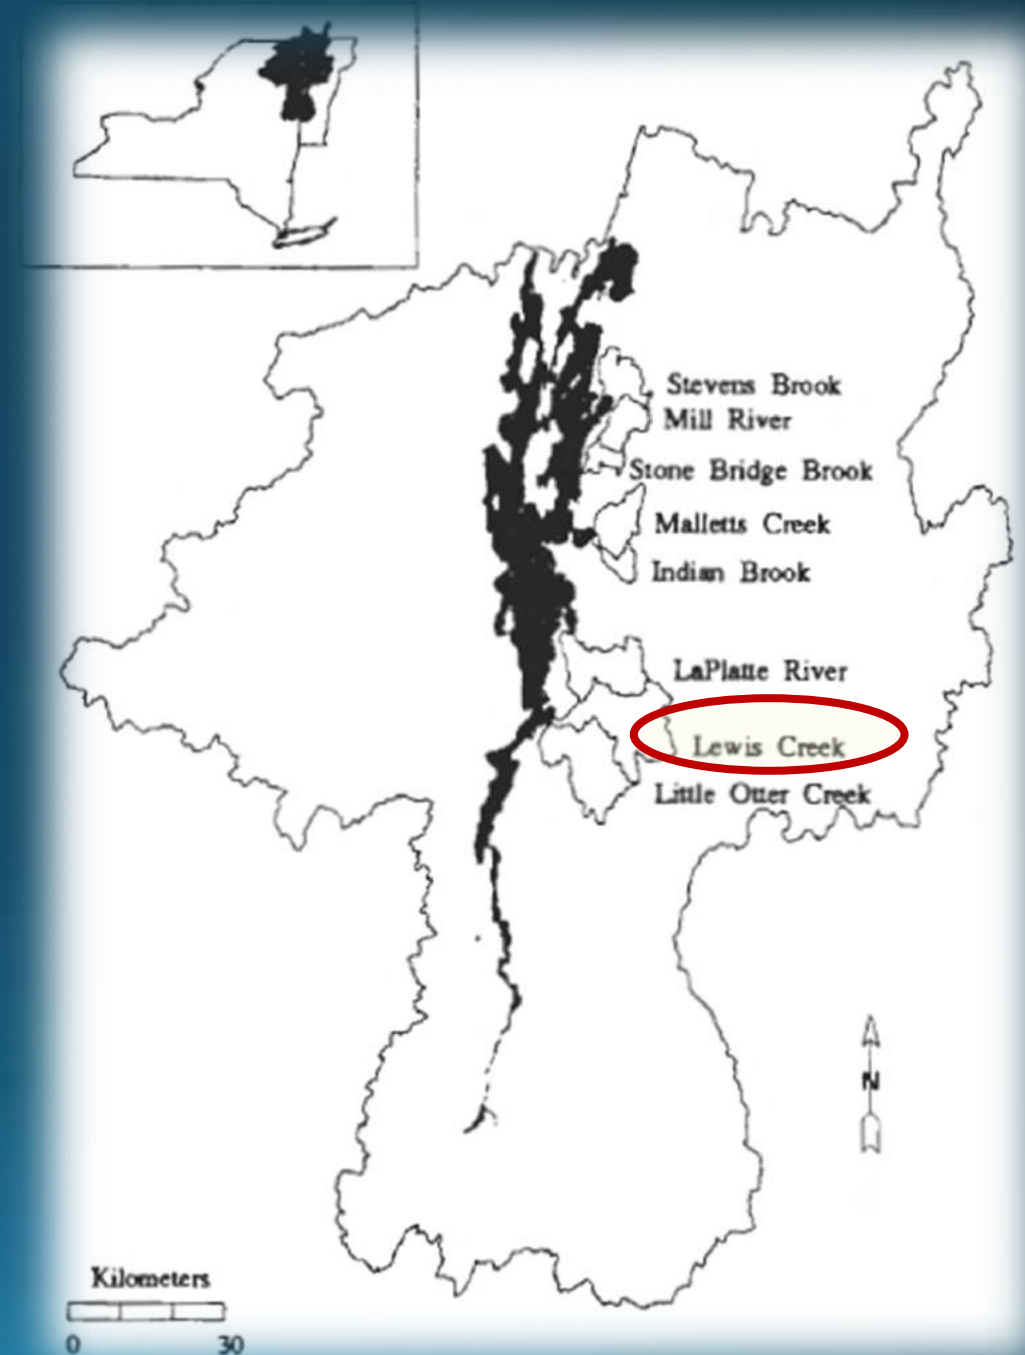 Stevens Brook
Mill River
Stone Bridge Brook
Malletts Creek
Indian Brook
LaPlatte River
Lewis Creek
Little Otter Creek
N
Kilometers
0 30